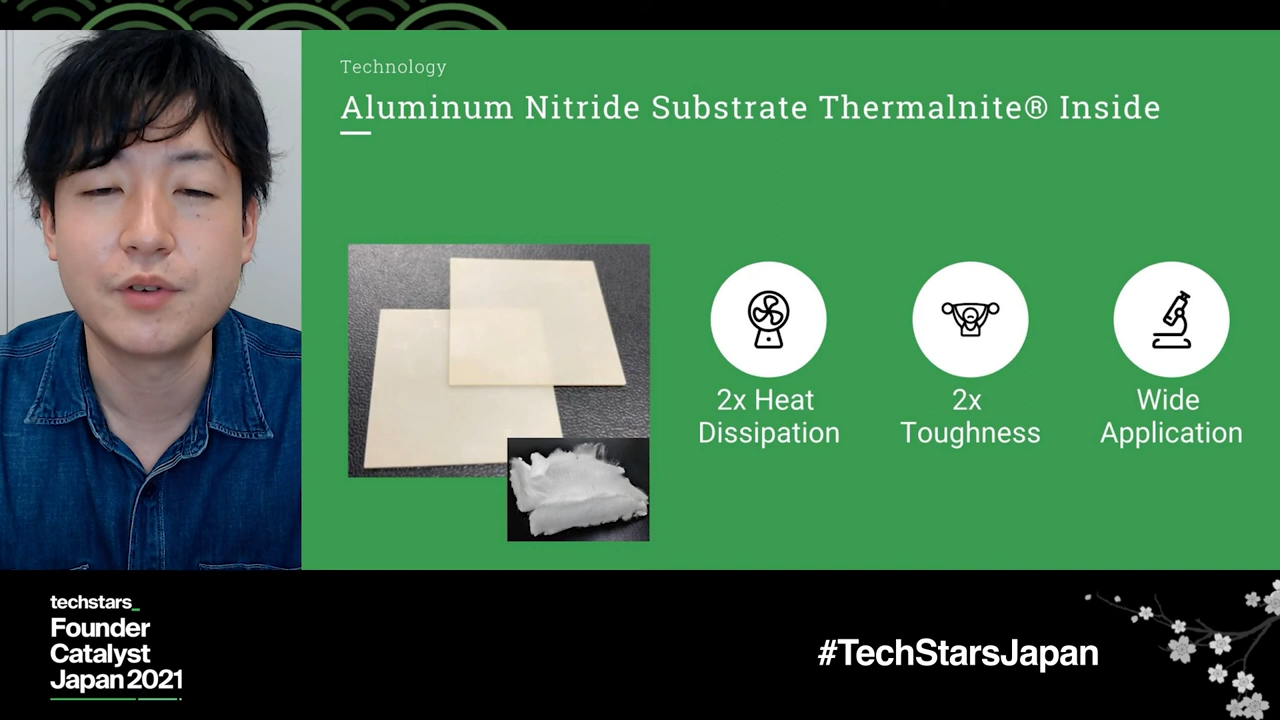 Technology
Aluminum Nitride Substrate Thermalnite® Inside
2x Heat
Dissipation
2x
Toughness
Wide
Application
techstars_
Founder
Catalyst
Japan 2021
#TechStarsJapan